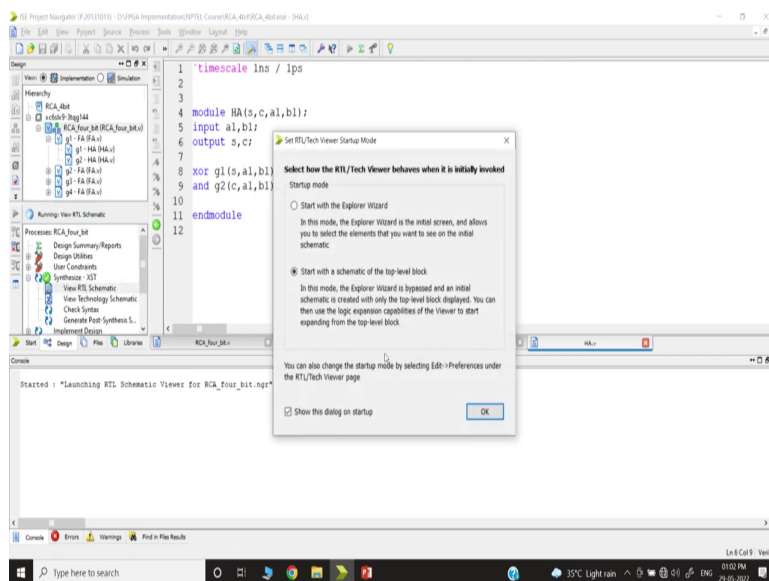 ISE Project Navigator (P.20131013) - D:\FPGA Implementation\NPTEL Course\RCA_4bit\RCA_4bit.xise - [HA.v]
File Edit View Project Source Process Tools Window Layout Help
Design
View: Implementation Simulation
Hierarchy
RCA_4bit
xc6slx9-3tqg144
RCA_four_bit (RCA_four_bit.v)
g1 - FA (FA.v)
g1 - HA (HA.v)
g2 - HA (HA.v)
g2 - FA (FA.v)
g3 - FA (FA.v)
g4 - FA (FA.v)
Running: View RTL Schematic
Processes: RCA_four_bit
Design Summary/Reports
Design Utilities
User Constraints
Synthesize - XST
View RTL Schematic
View Technology Schematic
Check Syntax
Generate Post-Synthesis S...
Implement Design
Start Design Files Libraries
1 `timescale 1ns / 1ps
2
3
4 module HA(s,c,a1,b1);
5 input a1,b1;
6 output s,c;
7
8 xor g1(s,a1,b1)
9 and g2(c,a1,b1)
10
11 endmodule
12
RCA_four_bit.v
HA.v
Set RTL/Tech Viewer Startup Mode
Select how the RTL/Tech Viewer behaves when it is initially invoked
Startup mode
Start with the Explorer Wizard
In this mode, the Explorer Wizard is the initial screen, and allows
you to select the elements that you want to see on the initial
schematic
Start with a schematic of the top-level block
In this mode, the Explorer Wizard is bypassed and an initial
schematic is created with only the top-level block displayed. You can
then use the logic expansion capabilities of the Viewer to start
expanding from the top-level block
You can also change the startup mode by selecting Edit->Preferences under
the RTL/Tech Viewer page
Show this dialog on startup
OK
Console
Started : "Launching RTL Schematic Viewer for RCA_four_bit.ngr"
Console Errors Warnings Find in Files Results
Ln 6 Col 9 Veri
Type here to search
35°C Light rain
ENG
01:02 PM
29-05-2022